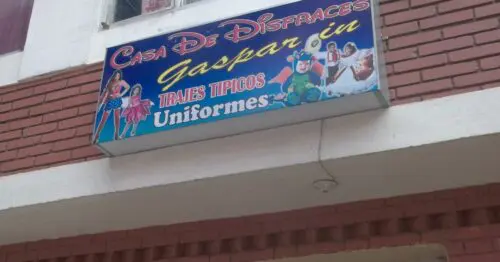 Casa De Disfraces
Gasparin
TRAJES TIPICOS
Uniformes